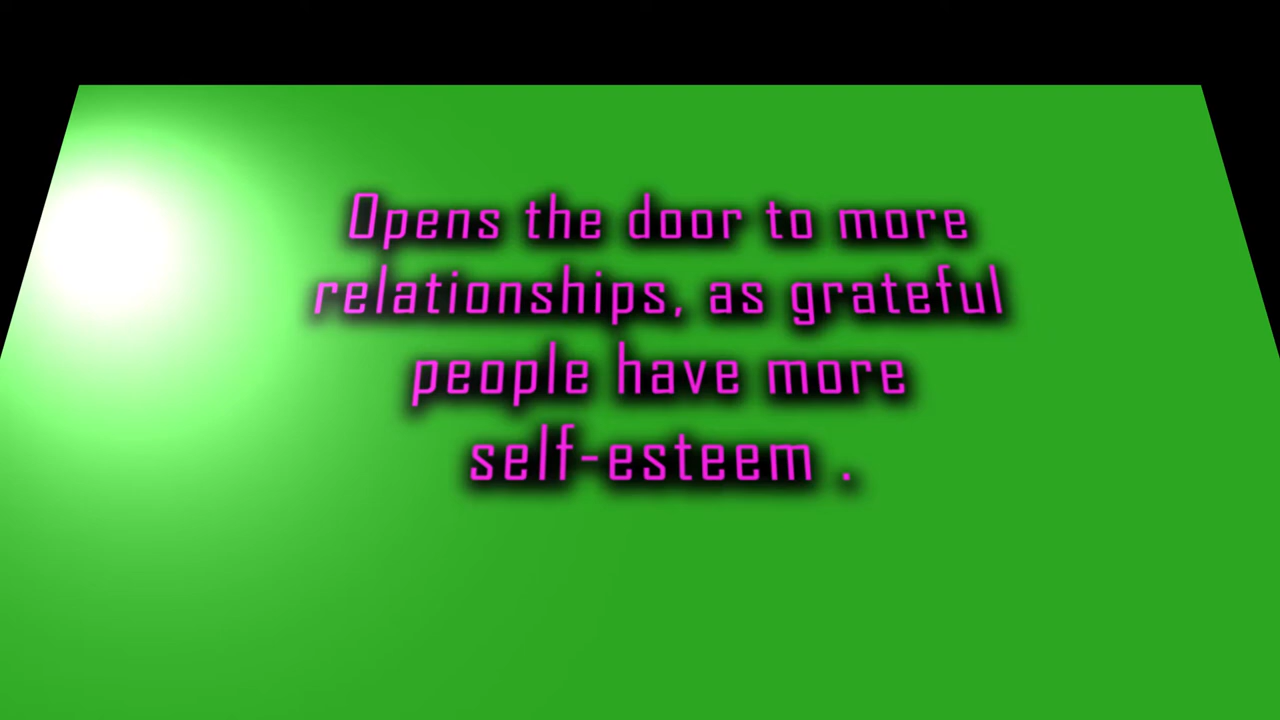 Opens the door to more
relationships, as grateful
people have more
self-esteem .